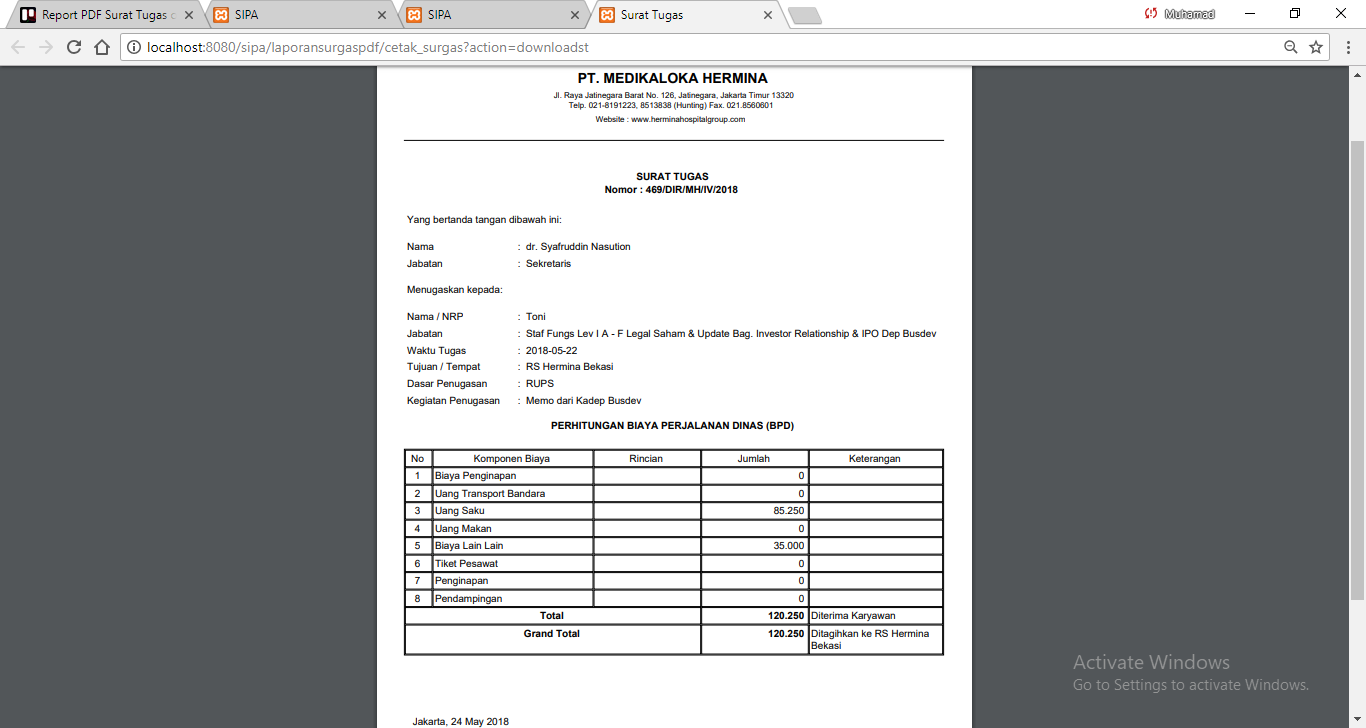 Report PDF Surat Tugas
SIPA
SIPA
Surat Tugas
Muhamad
localhost:8080/sipa/laporansurgaspdf/cetak_surgas?action=downloadst
PT. MEDIKALOKA HERMINA
Jl. Raya Jatinegara Barat No. 126, Jatinegara, Jakarta Timur 13320
Telp. 021-8191223, 8513838 (Hunting) Fax. 021.8560601
Website : www.herminahospitalgroup.com
SURAT TUGAS
Nomor : 469/DIR/MH/IV/2018
Yang bertanda tangan dibawah ini:
Nama : dr. Syafruddin Nasution
Jabatan : Sekretaris
Menugaskan kepada:
Nama / NRP : Toni
Jabatan : Staf Fungs Lev I A - F Legal Saham & Update Bag. Investor Relationship & IPO Dep Busdev
Waktu Tugas : 2018-05-22
Tujuan / Tempat : RS Hermina Bekasi
Dasar Penugasan : RUPS
Kegiatan Penugasan : Memo dari Kadep Busdev
PERHITUNGAN BIAYA PERJALANAN DINAS (BPD)
No Komponen Biaya Rincian Jumlah Keterangan
1 Biaya Penginapan 0
2 Uang Transport Bandara 0
3 Uang Saku 85.250
4 Uang Makan 0
5 Biaya Lain Lain 35.000
6 Tiket Pesawat 0
7 Penginapan 0
8 Pendampingan 0
Total 120.250 Diterima Karyawan
Grand Total 120.250 Ditagihkan ke RS Hermina
Bekasi
Jakarta, 24 May 2018
Activate Windows
Go to Settings to activate Windows.